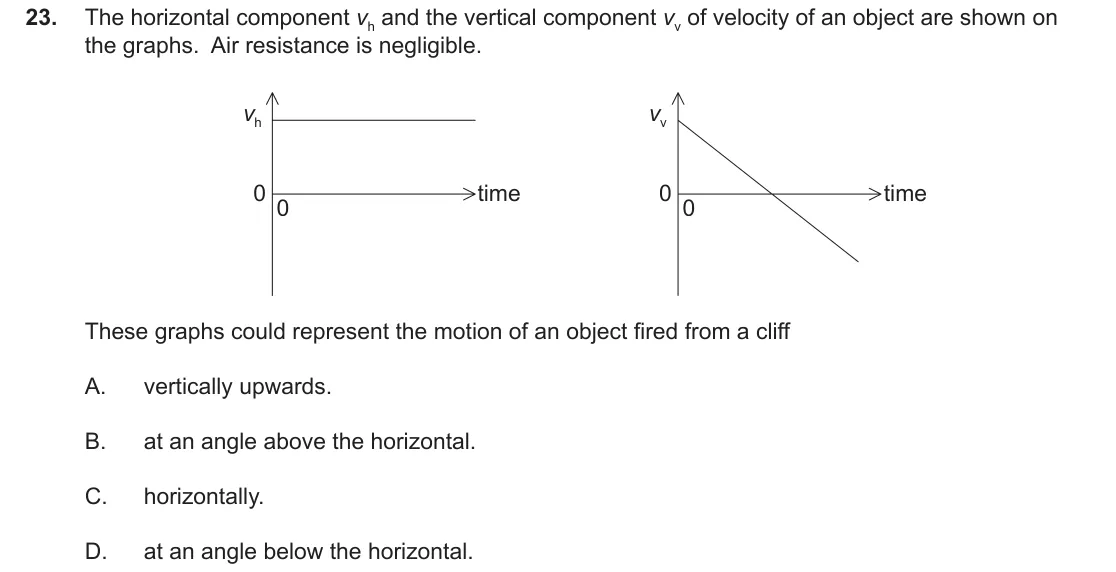 23. The horizontal component vₕ and the vertical component vᵥ of velocity of an object are shown on
the graphs. Air resistance is negligible.
vₕ
0
0
time
vᵥ
0
0
time
These graphs could represent the motion of an object fired from a cliff
A. vertically upwards.
B. at an angle above the horizontal.
C. horizontally.
D. at an angle below the horizontal.